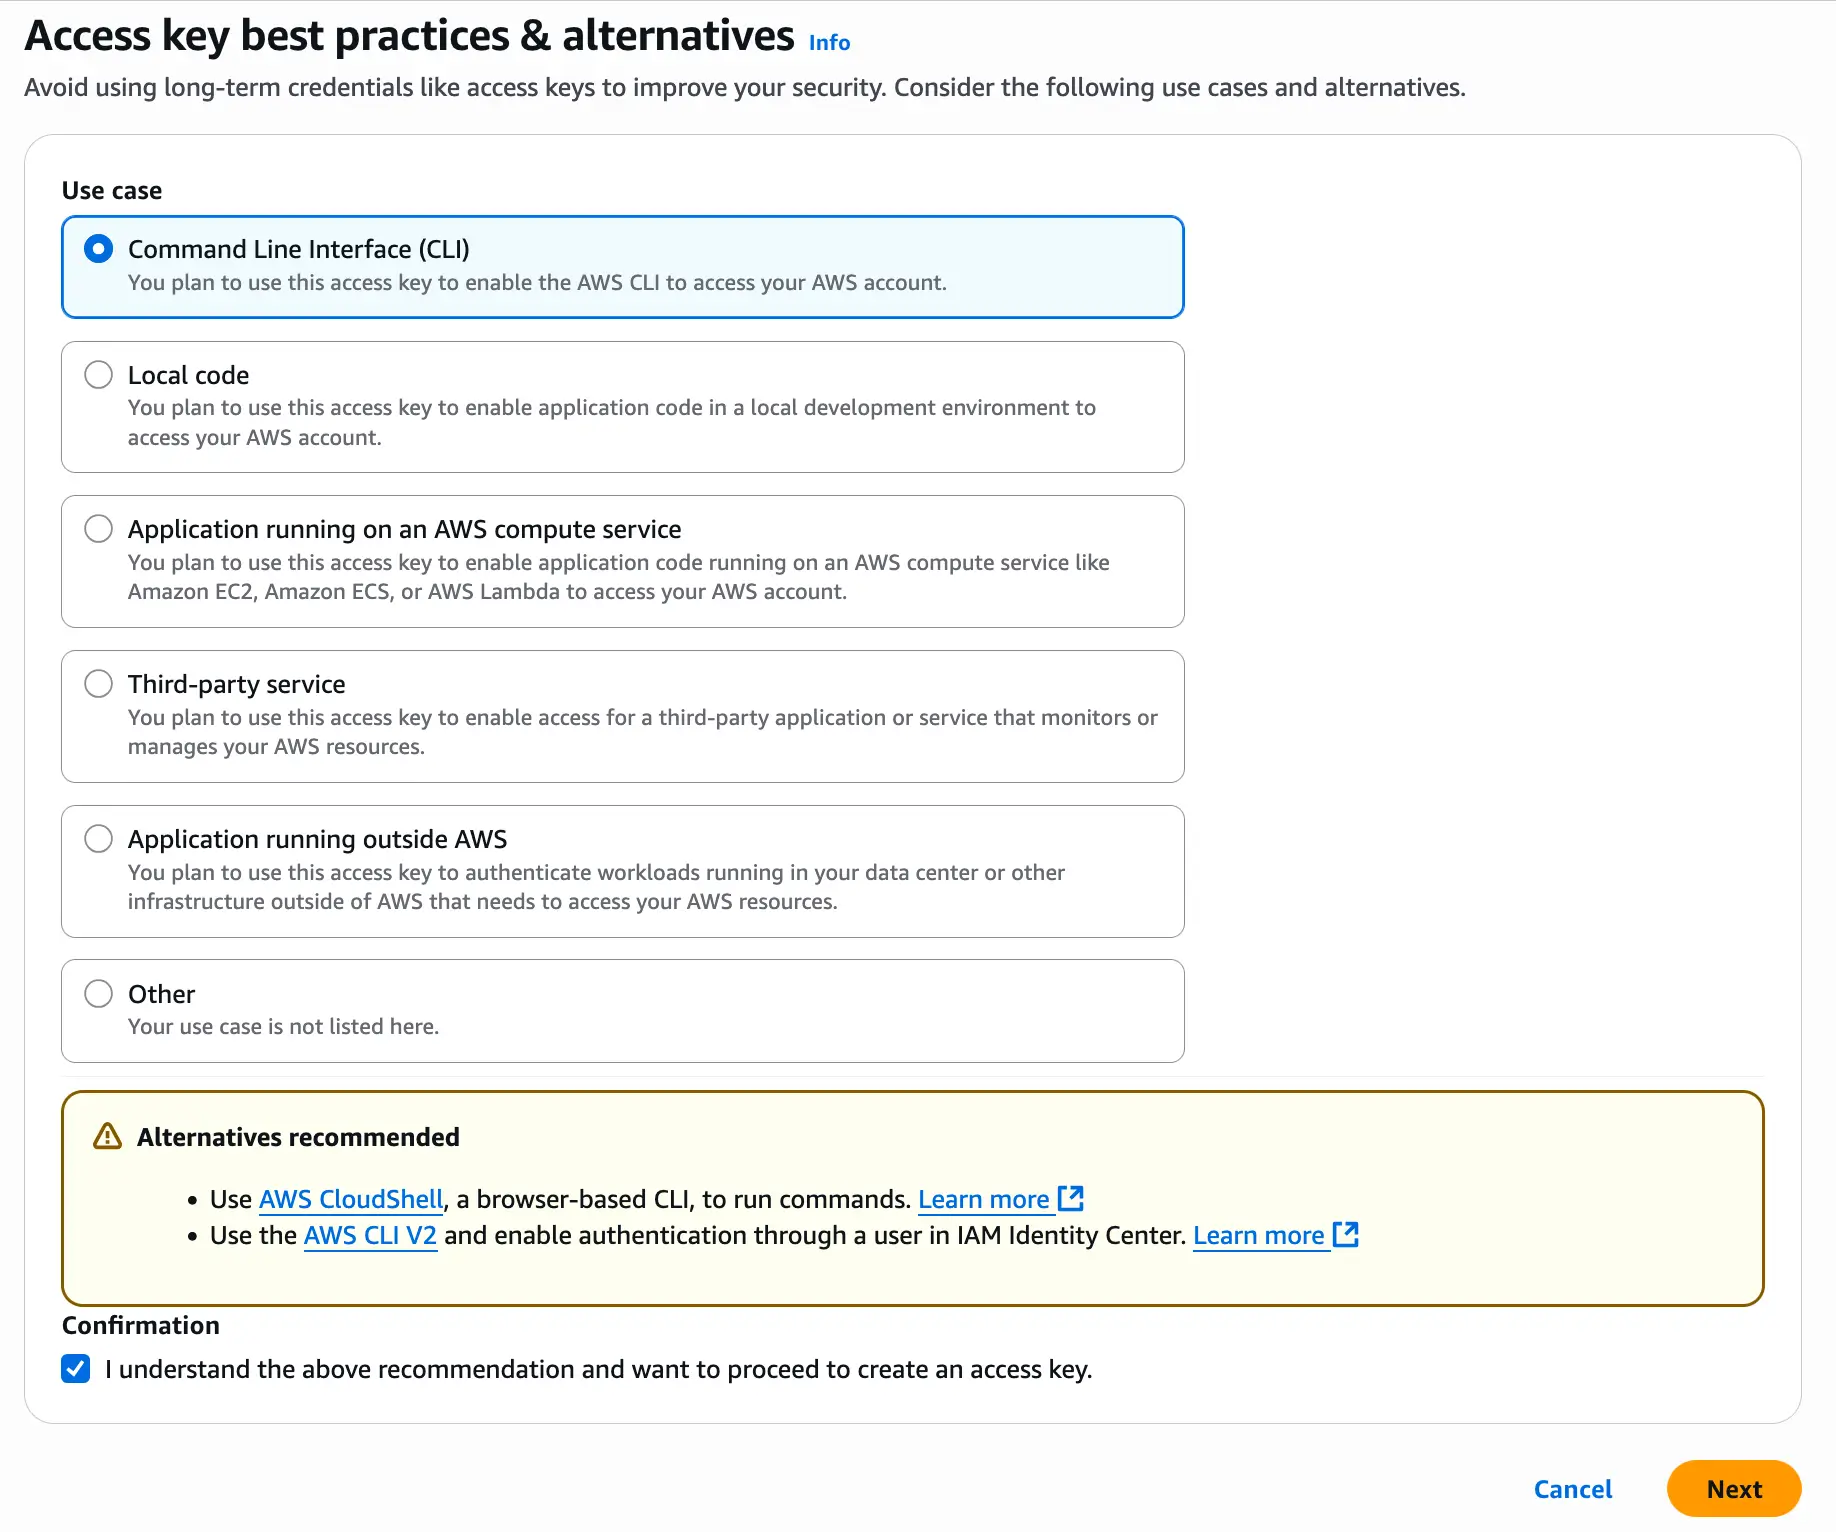 Access key best practices & alternatives Info
Avoid using long-term credentials like access keys to improve your security. Consider the following use cases and alternatives.
Use case
Command Line Interface (CLI)
You plan to use this access key to enable the AWS CLI to access your AWS account.
Local code
You plan to use this access key to enable application code in a local development environment to
access your AWS account.
Application running on an AWS compute service
You plan to use this access key to enable application code running on an AWS compute service like
Amazon EC2, Amazon ECS, or AWS Lambda to access your AWS account.
Third-party service
You plan to use this access key to enable access for a third-party application or service that monitors or
manages your AWS resources.
Application running outside AWS
You plan to use this access key to authenticate workloads running in your data center or other
infrastructure outside of AWS that needs to access your AWS resources.
Other
Your use case is not listed here.
Alternatives recommended
• Use AWS CloudShell, a browser-based CLI, to run commands. Learn more
• Use the AWS CLI V2 and enable authentication through a user in IAM Identity Center. Learn more
Confirmation
I understand the above recommendation and want to proceed to create an access key.
Cancel Next